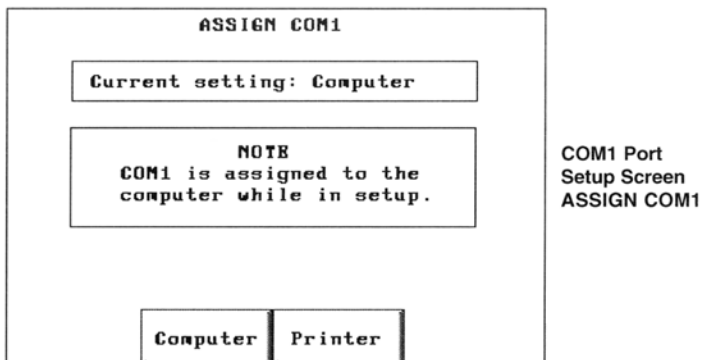 ASSIGN COM1
Current setting: Computer
NOTE
COM1 is assigned to the
computer while in setup.
Computer
Printer
COM1 Port
Setup Screen
ASSIGN COM1